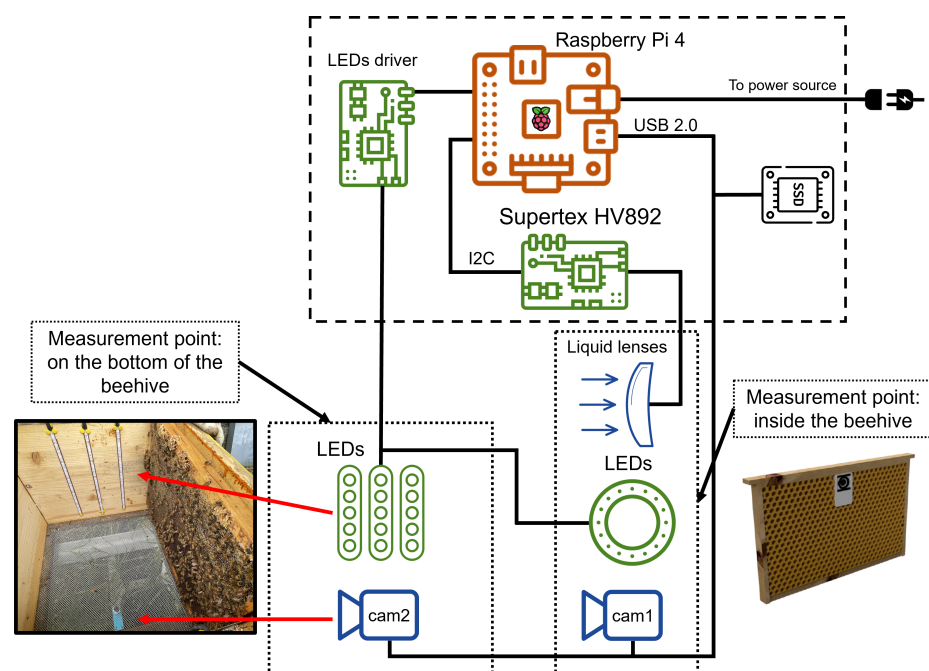 Raspberry Pi 4
LEDs driver
To power source
USB 2.0
SSD
Supertex HV892
I2C
Measurement point:
on the bottom of the
beehive
Liquid lenses
Measurement point:
inside the beehive
LEDs
LEDs
cam2
cam1